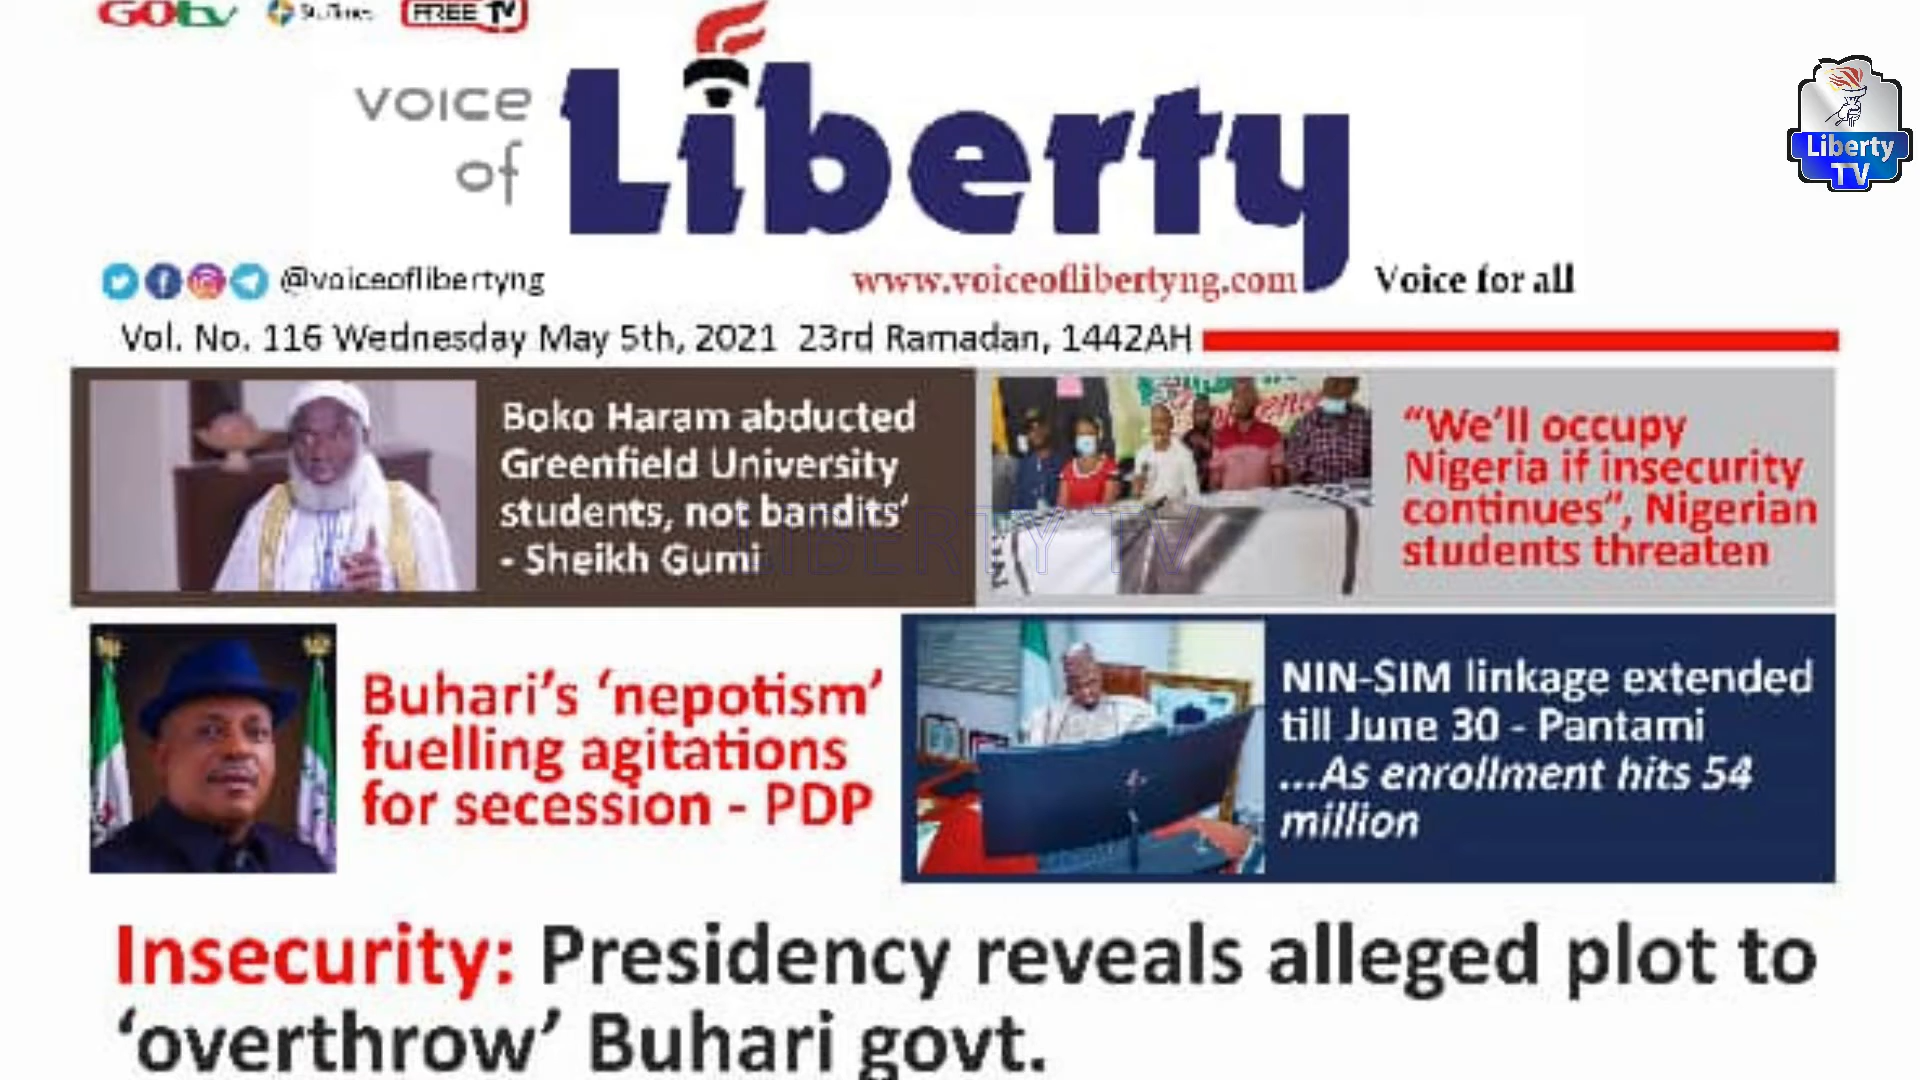 GOtv StarTimes FREE TV
voice
of
Liberty
Liberty
TV
@voiceoflibertyng
www.voiceoflibertyng.com
Voice for all
Vol. No. 116 Wednesday May 5th, 2021 23rd Ramadan, 1442AH
Boko Haram abducted
Greenfield University
students, not bandits’
- Sheikh Gumi
“We’ll occupy
Nigeria if insecurity
continues”, Nigerian
students threaten
LIBERTY TV
Buhari’s ‘nepotism’
fuelling agitations
for secession - PDP
NIN-SIM linkage extended
till June 30 - Pantami
...As enrollment hits 54
million
Insecurity: Presidency reveals alleged plot to
‘overthrow’ Buhari govt.